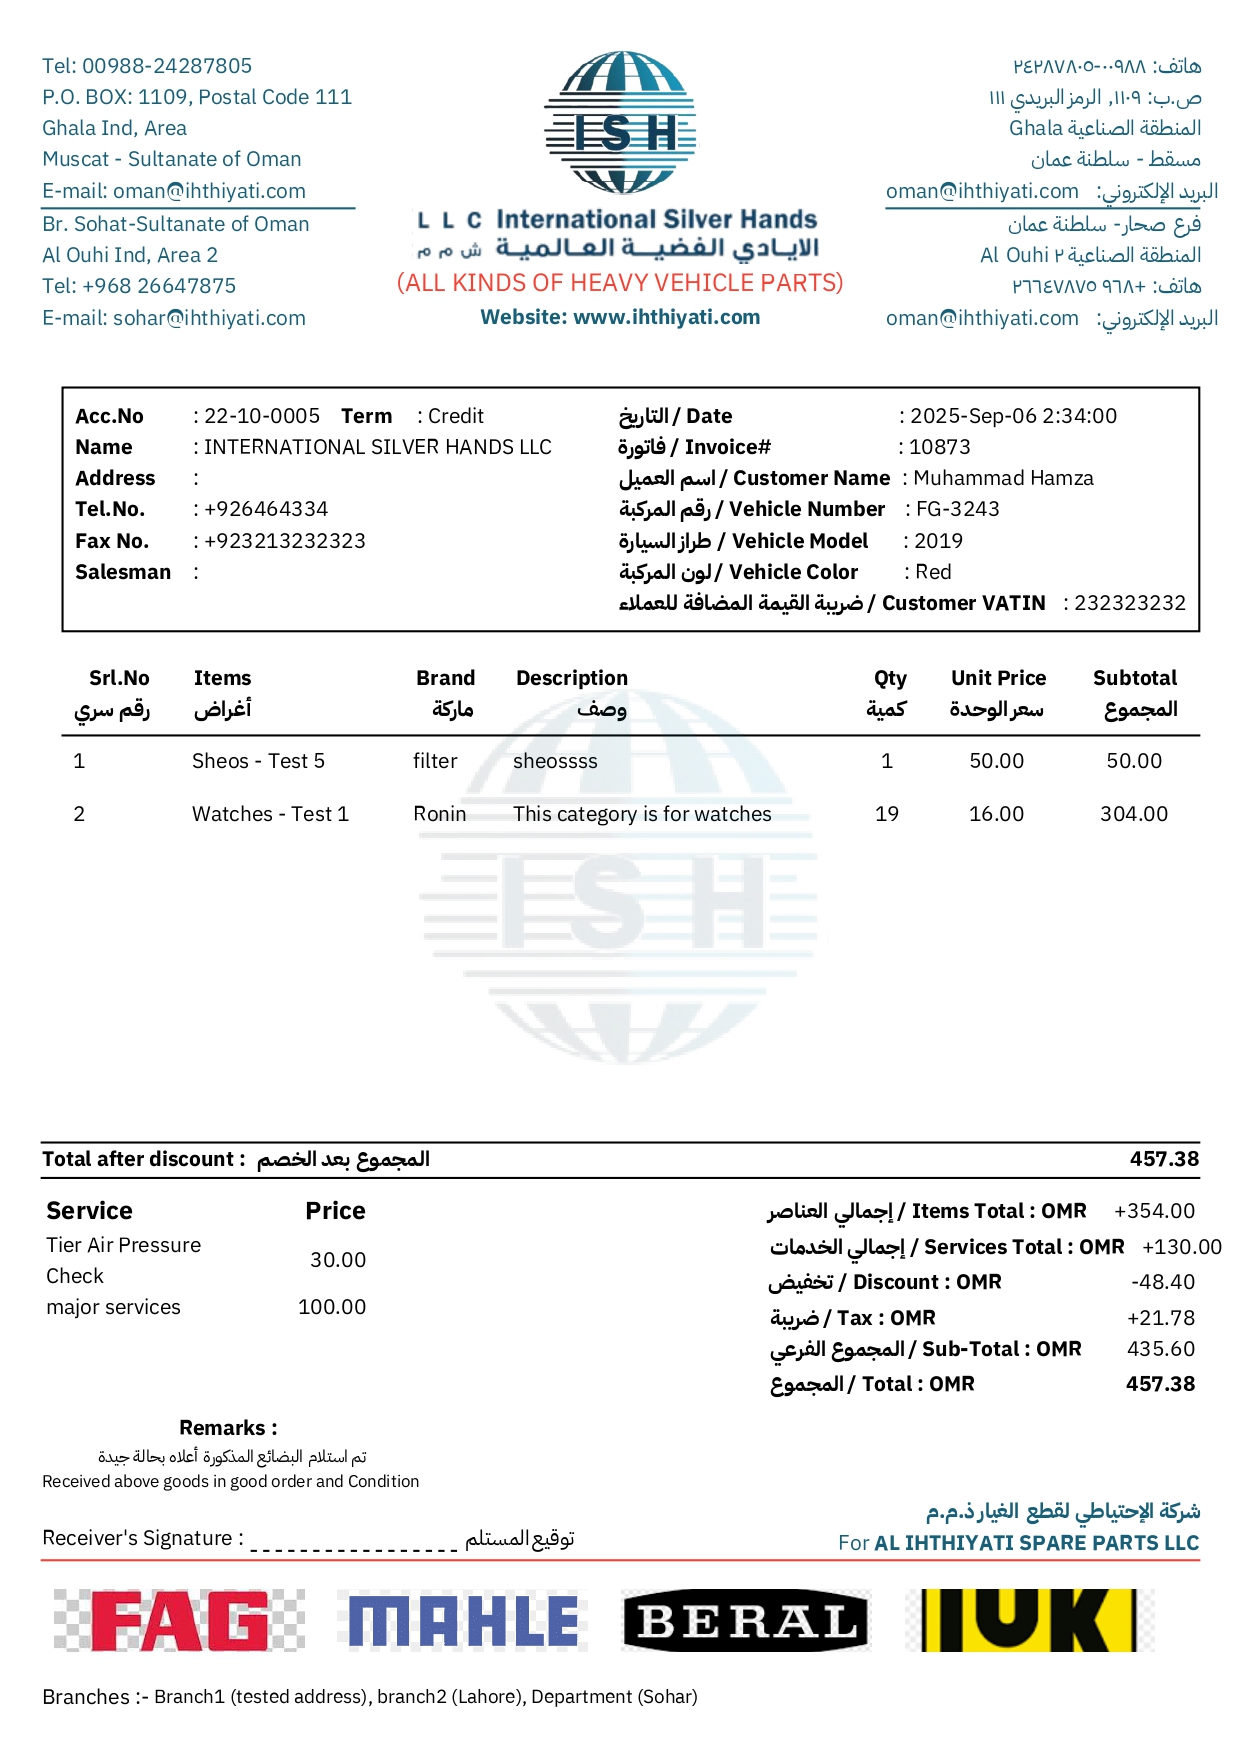 Tel: 00988-24287805
P.O. BOX: 1109, Postal Code 111
Ghala Ind, Area
Muscat - Sultanate of Oman
E-mail: oman@ihthiyati.com
Br. Sohat-Sultanate of Oman
Al Ouhi Ind, Area 2
Tel: +968 26647875
E-mail: sohar@ihthiyati.com
ISH
L L C International Silver Hands
الايادي الفضيــة العـالـمـيـة ش م م
(ALL KINDS OF HEAVY VEHICLE PARTS)
Website: www.ihthiyati.com
هاتف: ٠٠٩٨٨-٢٤٢٨٧٨٠٥
ص.ب: ١١٠٩, الرمز البريدي ١١١
المنطقة الصناعية Ghala
مسقط - سلطنة عمان
البريد الإلكتروني: oman@ihthiyati.com
فرع صحار- سلطنة عمان
المنطقة الصناعية ٢ Al Ouhi
هاتف: +٩٦٨ ٢٦٦٤٧٨٧٥
البريد الإلكتروني: oman@ihthiyati.com
Acc.No : 22-10-0005 Term : Credit
Name : INTERNATIONAL SILVER HANDS LLC
Address :
Tel.No. : +926464334
Fax No. : +923213232323
Salesman :
التاريخ / Date : 2025-Sep-06 2:34:00
فاتورة / Invoice# : 10873
اسم العميل / Customer Name : Muhammad Hamza
رقم المركبة / Vehicle Number : FG-3243
طراز السيارة / Vehicle Model : 2019
لون المركبة / Vehicle Color : Red
ضريبة القيمة المضافة للعملاء / Customer VATIN : 232323232
Srl.No Items Brand Description Qty Unit Price Subtotal
رقم سري أغراض ماركة وصف كمية سعر الوحدة المجموع
1 Sheos - Test 5 filter sheossss 1 50.00 50.00
2 Watches - Test 1 Ronin This category is for watches 19 16.00 304.00
ISH
Total after discount : المجموع بعد الخصم 457.38
Service Price
Tier Air Pressure
Check 30.00
major services 100.00
إجمالي العناصر / Items Total : OMR +354.00
إجمالي الخدمات / Services Total : OMR +130.00
تخفيض / Discount : OMR -48.40
ضريبة / Tax : OMR +21.78
المجموع الفرعي / Sub-Total : OMR 435.60
المجموع / Total : OMR 457.38
Remarks :
تم استلام البضائع المذكورة أعلاه بحالة جيدة
Received above goods in good order and Condition
شركة الإحتياطي لقطع الغيار ذ.م.م
Receiver's Signature : _ _ _ _ _ _ _ _ _ _ _ _ _ _ _ _ _ توقيع المستلم
For AL IHTHIYATI SPARE PARTS LLC
FAG MAHLE BERAL IUK
Branches :- Branch1 (tested address), branch2 (Lahore), Department (Sohar)